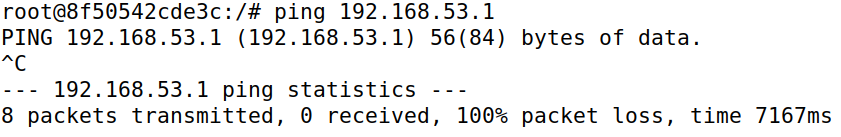 root@8f50542cde3c:/# ping 192.168.53.1
PING 192.168.53.1 (192.168.53.1) 56(84) bytes of data.
^C
--- 192.168.53.1 ping statistics ---
8 packets transmitted, 0 received, 100% packet loss, time 7167ms